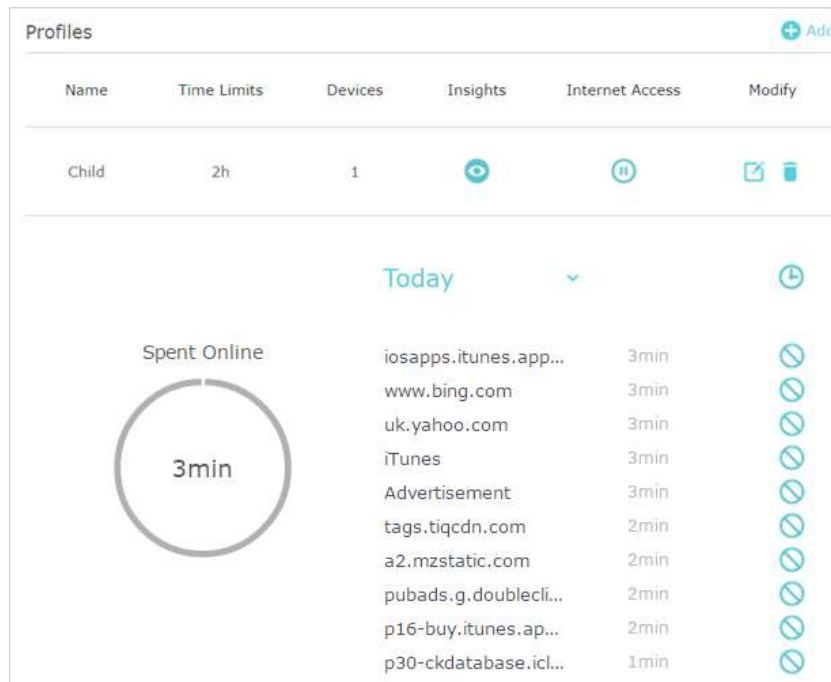 Profiles Add
Name Time Limits Devices Insights Internet Access Modify
Child 2h 1
Today
Spent Online
3min
iosapps.itunes.app... 3min
www.bing.com 3min
uk.yahoo.com 3min
iTunes 3min
Advertisement 3min
tags.tiqcdn.com 2min
a2.mzstatic.com 2min
pubads.g.doublecli... 2min
p16-buy.itunes.ap... 2min
p30-ckdatabase.icl... 1min